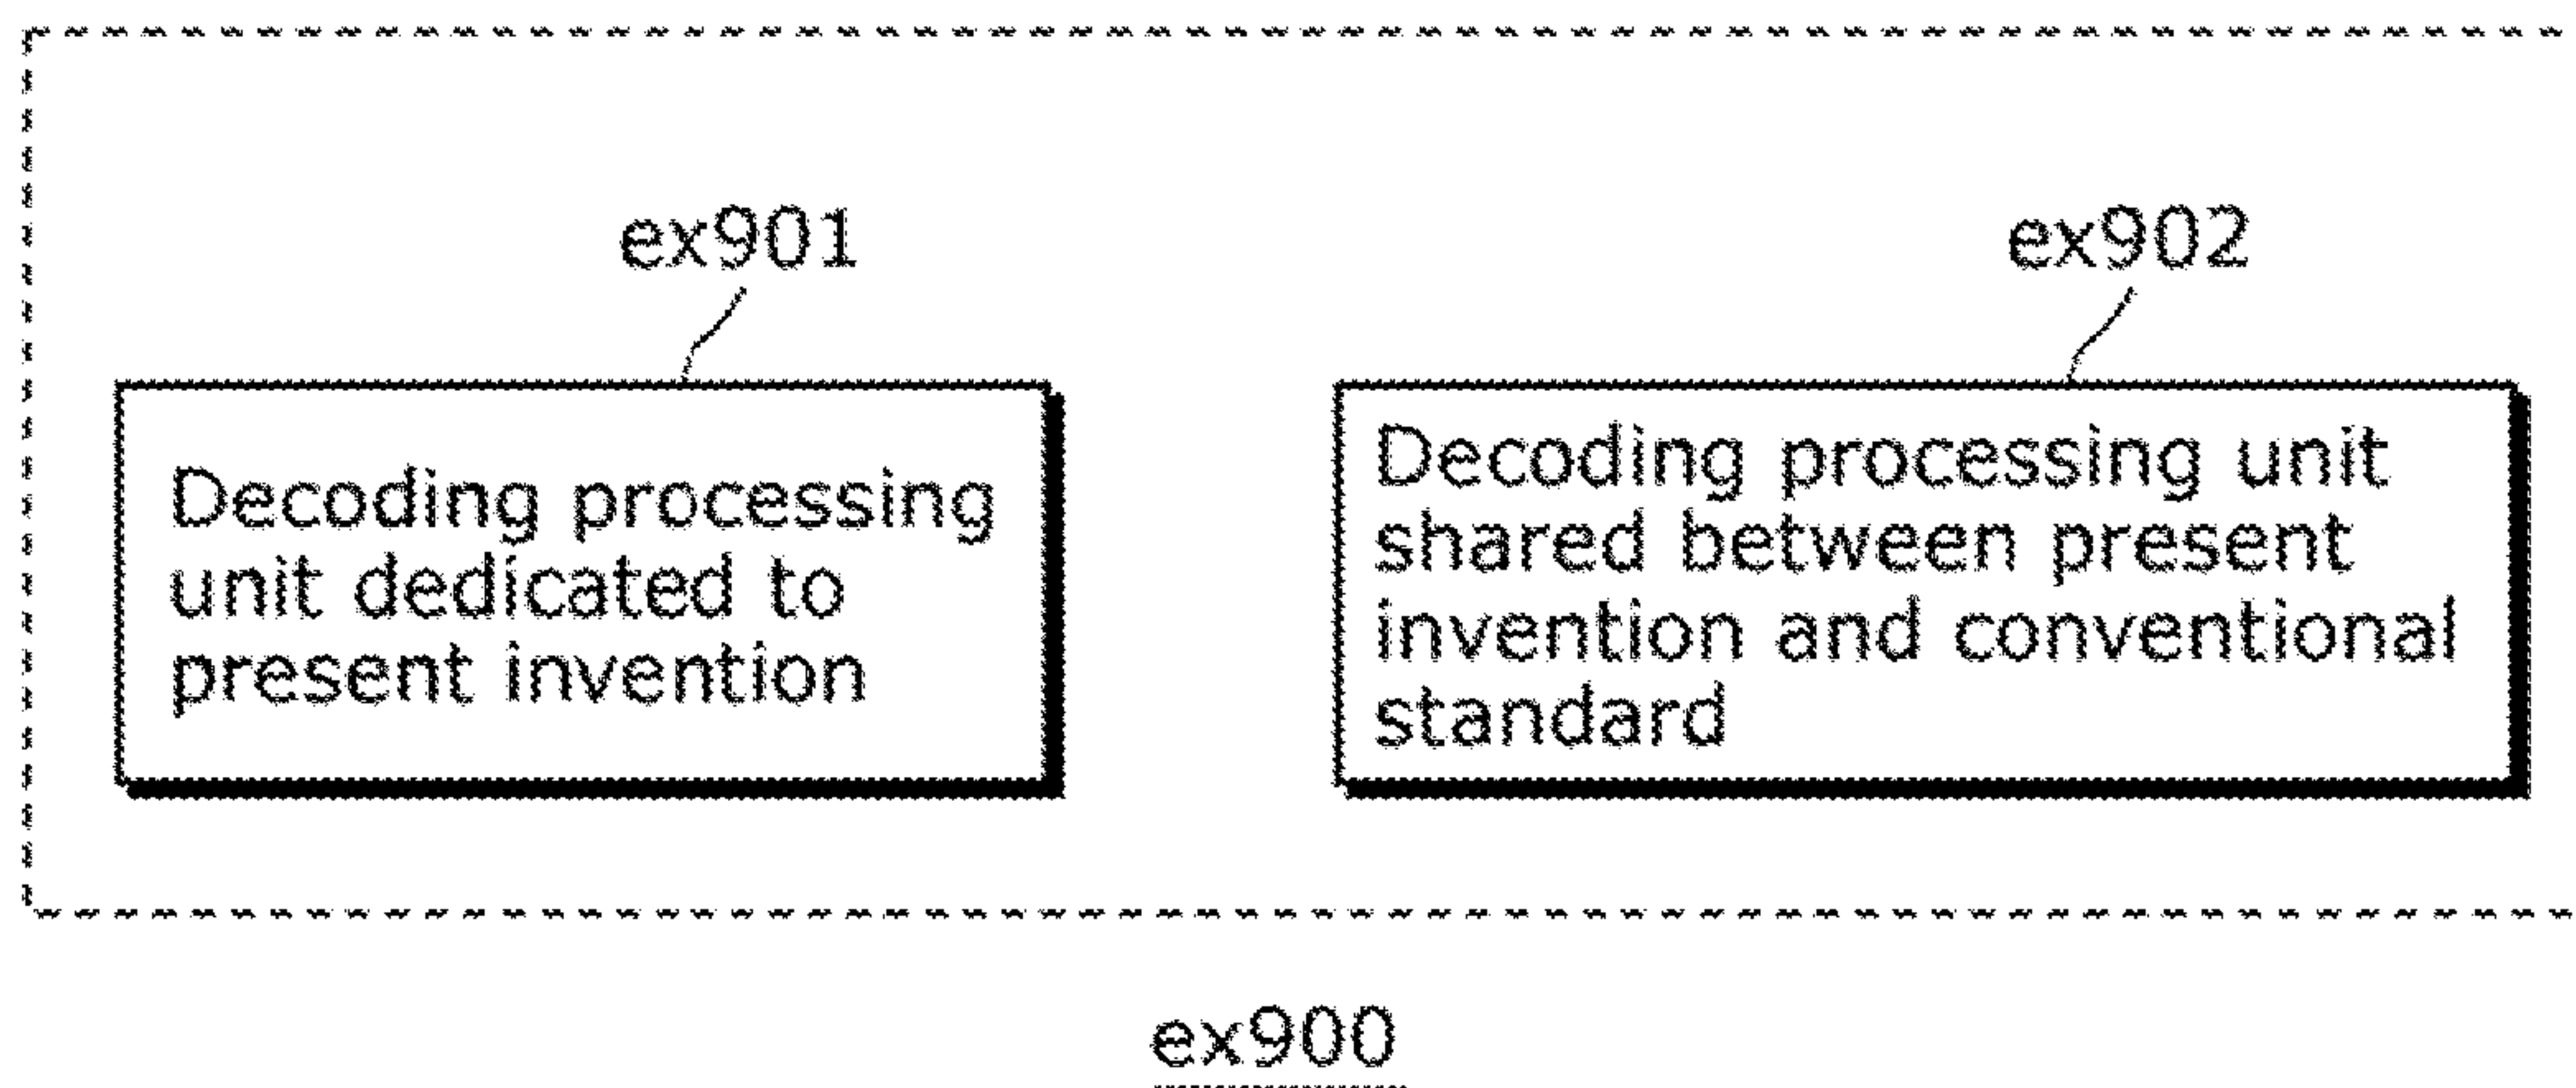 ex901
Decoding processing
unit dedicated to
present invention
ex902
Decoding processing unit
shared between present
invention and conventional
standard
ex900